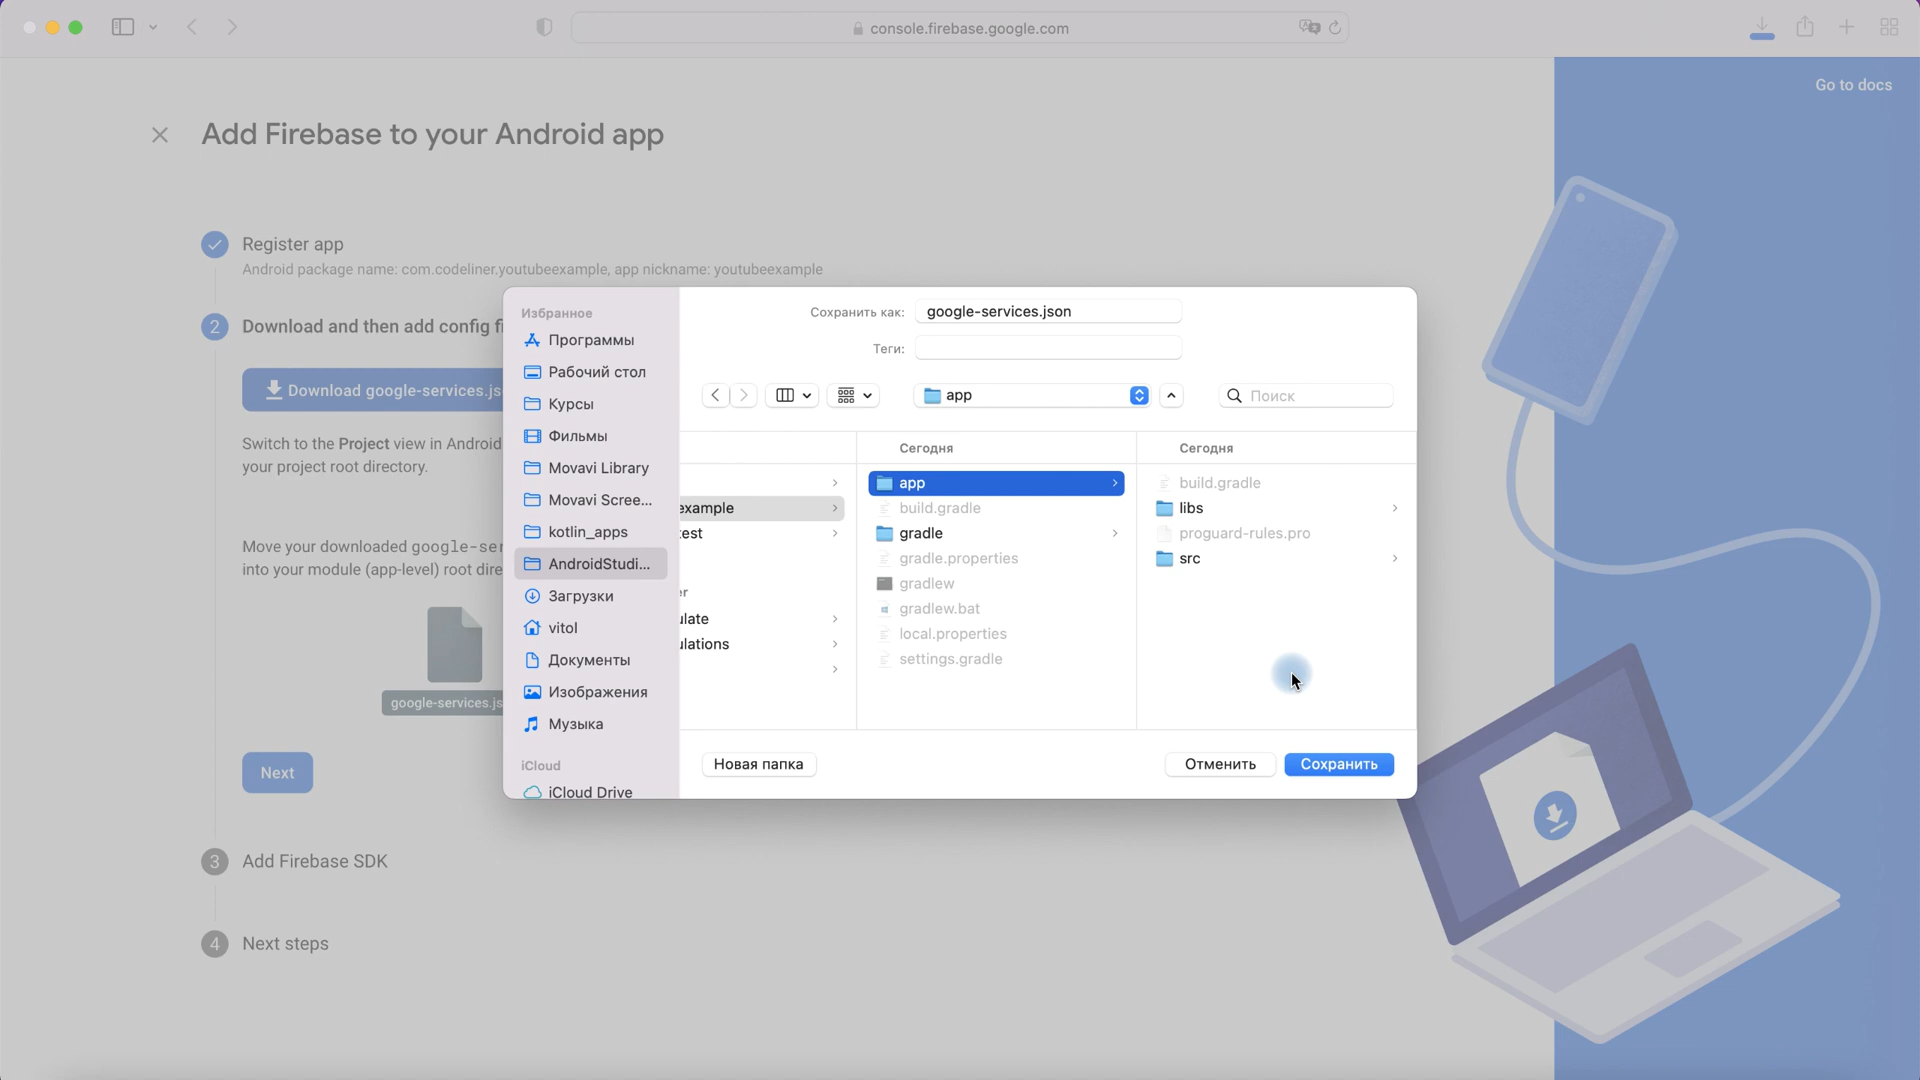 console.firebase.google.com
Go to docs
Add Firebase to your Android app
Register app
Android package name: com.codeliner.youtubeexample, app nickname: youtubeexample
2
Download and then add config fi
Download google-services.js
Switch to the Project view in Android
your project root directory.
Move your downloaded google-ser
into your module (app-level) root dire
google-services.js
Next
3
Add Firebase SDK
4
Next steps
Избранное
Программы
Рабочий стол
Курсы
Фильмы
Movavi Library
Movavi Scree...
kotlin_apps
AndroidStudi...
Загрузки
vitol
Документы
Изображения
Музыка
iCloud
iCloud Drive
Сохранить как:
google-services.json
Теги:
app
Поиск
example
test
er
ulate
ulations
Сегодня
app
build.gradle
gradle
gradle.properties
gradlew
gradlew.bat
local.properties
settings.gradle
Сегодня
build.gradle
libs
proguard-rules.pro
src
Новая папка
Отменить
Сохранить